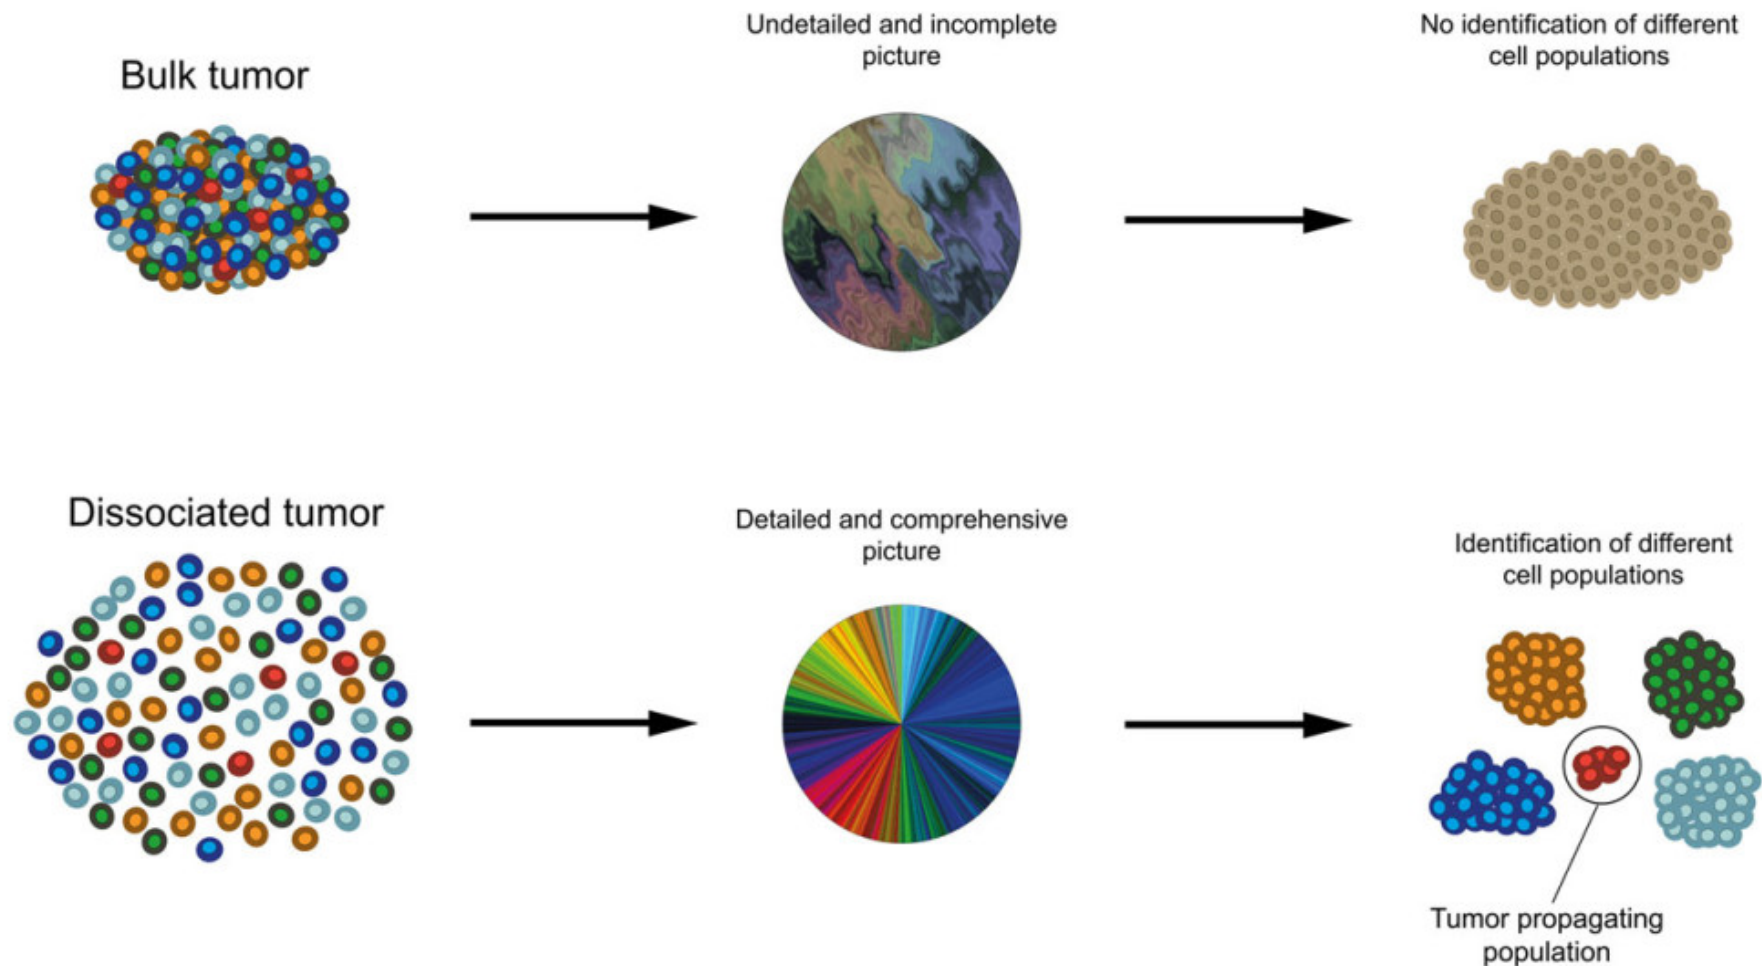 Bulk tumor
Undetailed and incomplete
picture
No identification of different
cell populations
Dissociated tumor
Detailed and comprehensive
picture
Identification of different
cell populations
Tumor propagating
population